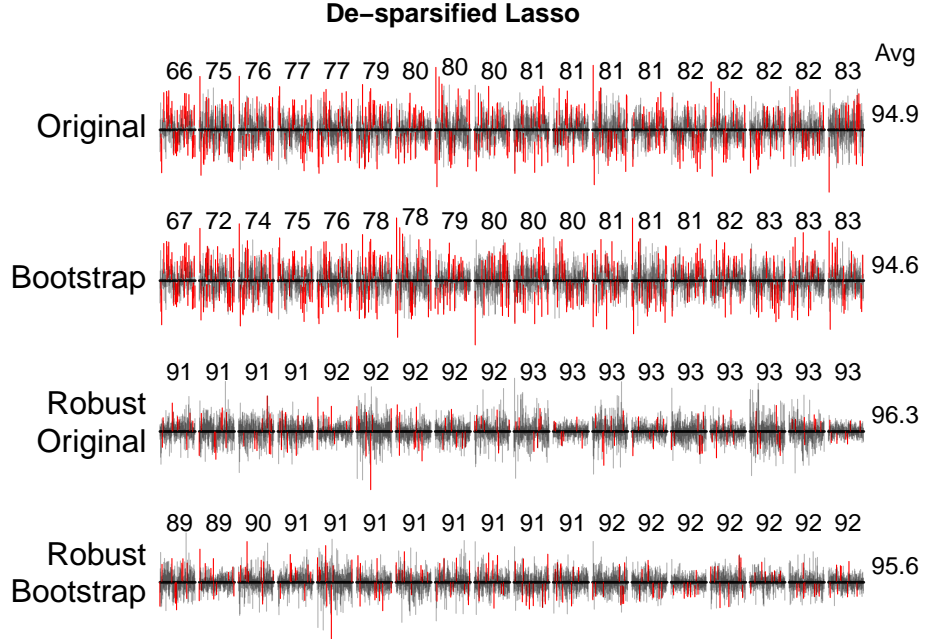 De-sparsified Lasso
Avg
66 75 76 77 77 79 80 80 80 81 81 81 81 82 82 82 82 83
Original 94.9
67 72 74 75 76 78 78 79 80 80 80 81 81 81 82 83 83 83
Bootstrap 94.6
91 91 91 91 92 92 92 92 92 93 93 93 93 93 93 93 93 93
Robust
Original 96.3
89 89 90 91 91 91 91 91 91 91 91 92 92 92 92 92 92 92
Robust
Bootstrap 95.6